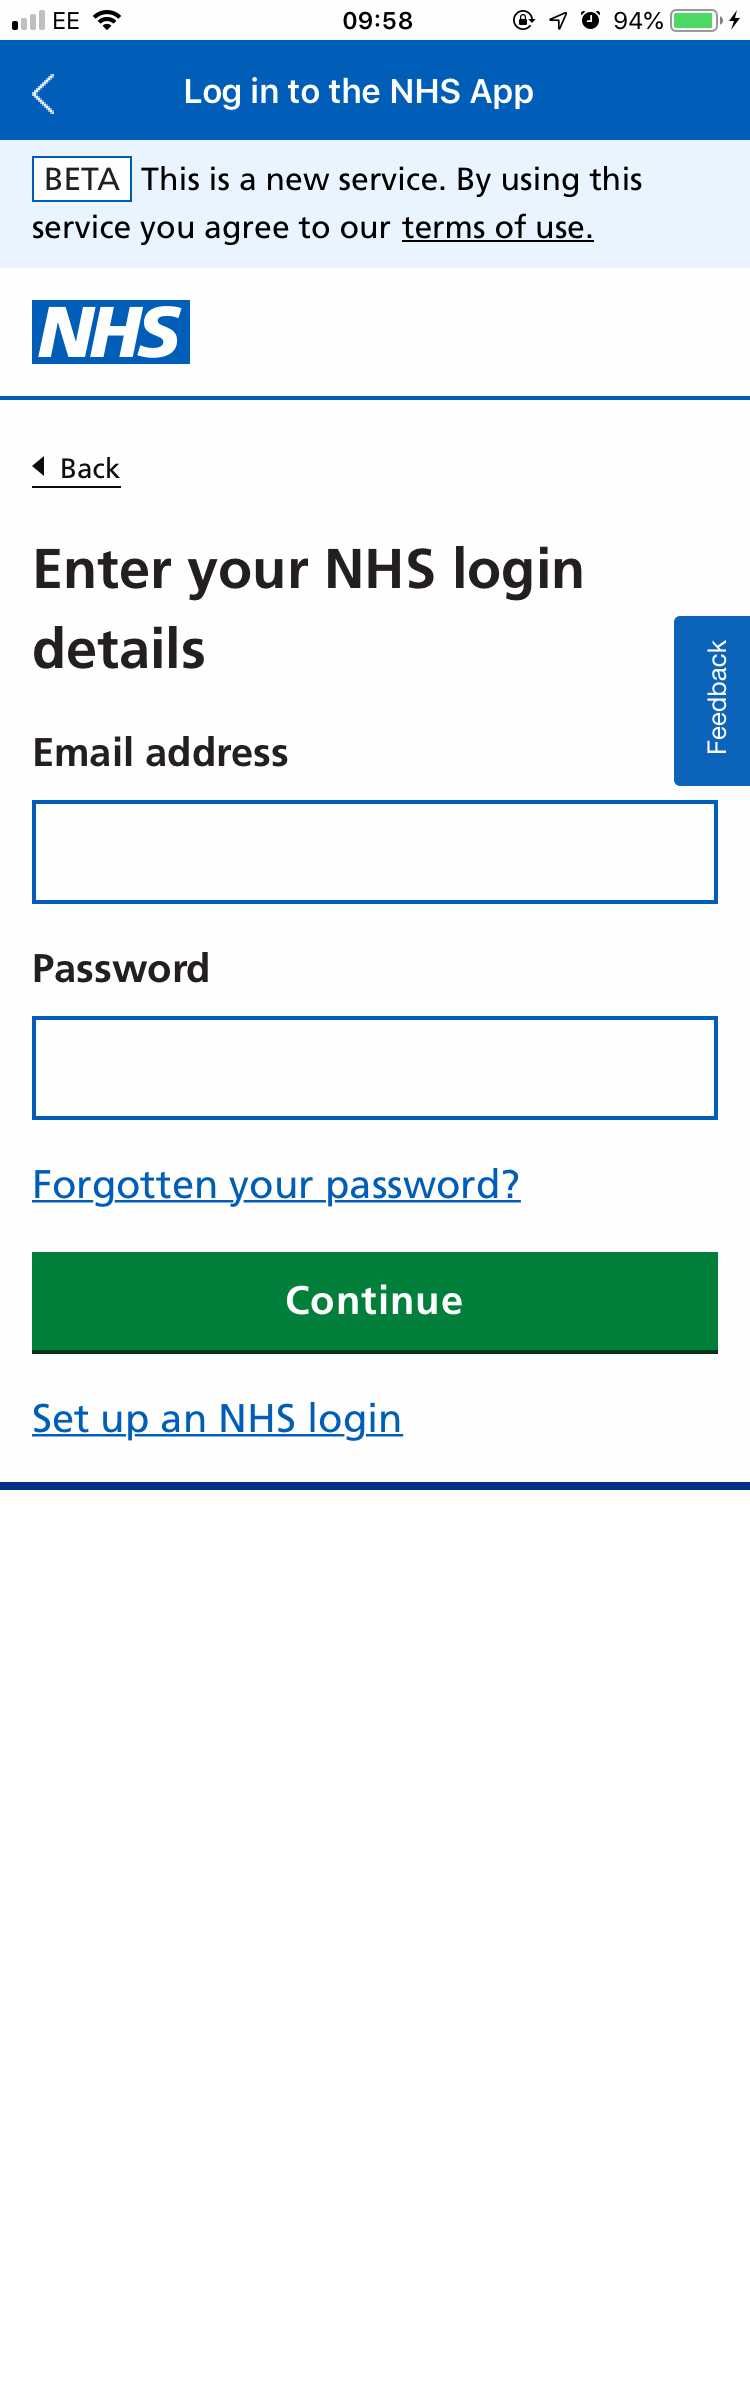 EE 09:58 94%
Log in to the NHS App
BETA This is a new service. By using this
service you agree to our terms of use.
NHS
Back
Enter your NHS login
details
Feedback
Email address
Password
Forgotten your password?
Continue
Set up an NHS login